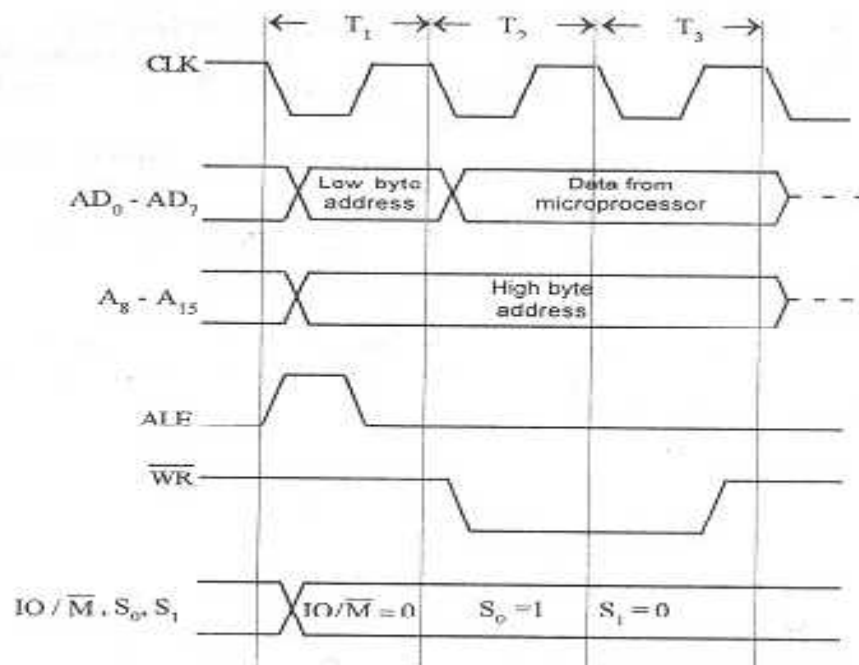 T₁ T₂ T₃
CLK
AD₀ - AD₇
Low byte
address
Data from
microprocessor
A₈ - A₁₅
High byte
address
ALE
W̅R̅
IO / M̅ , S₀, S₁ IO/M̅ = 0 S₀ =1 S₁ = 0